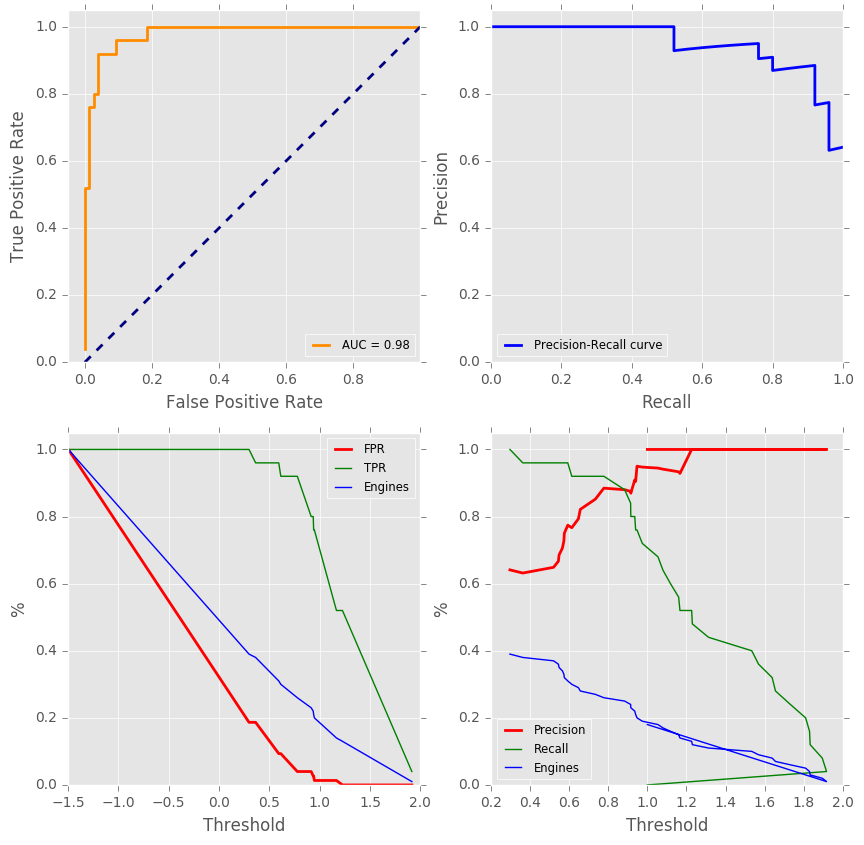 1.0
0.8
0.6
0.4
0.2
0.0
True Positive Rate
0.0 0.2 0.4 0.6 0.8
False Positive Rate
AUC = 0.98
1.0
0.8
0.6
0.4
0.2
0.0
Precision
0.0 0.2 0.4 0.6 0.8 1.0
Recall
Precision-Recall curve
1.0
0.8
0.6
0.4
0.2
0.0
%
−1.5 −1.0 −0.5 0.0 0.5 1.0 1.5 2.0
Threshold
FPR
TPR
Engines
1.0
0.8
0.6
0.4
0.2
0.0
%
0.2 0.4 0.6 0.8 1.0 1.2 1.4 1.6 1.8 2.0
Threshold
Precision
Recall
Engines